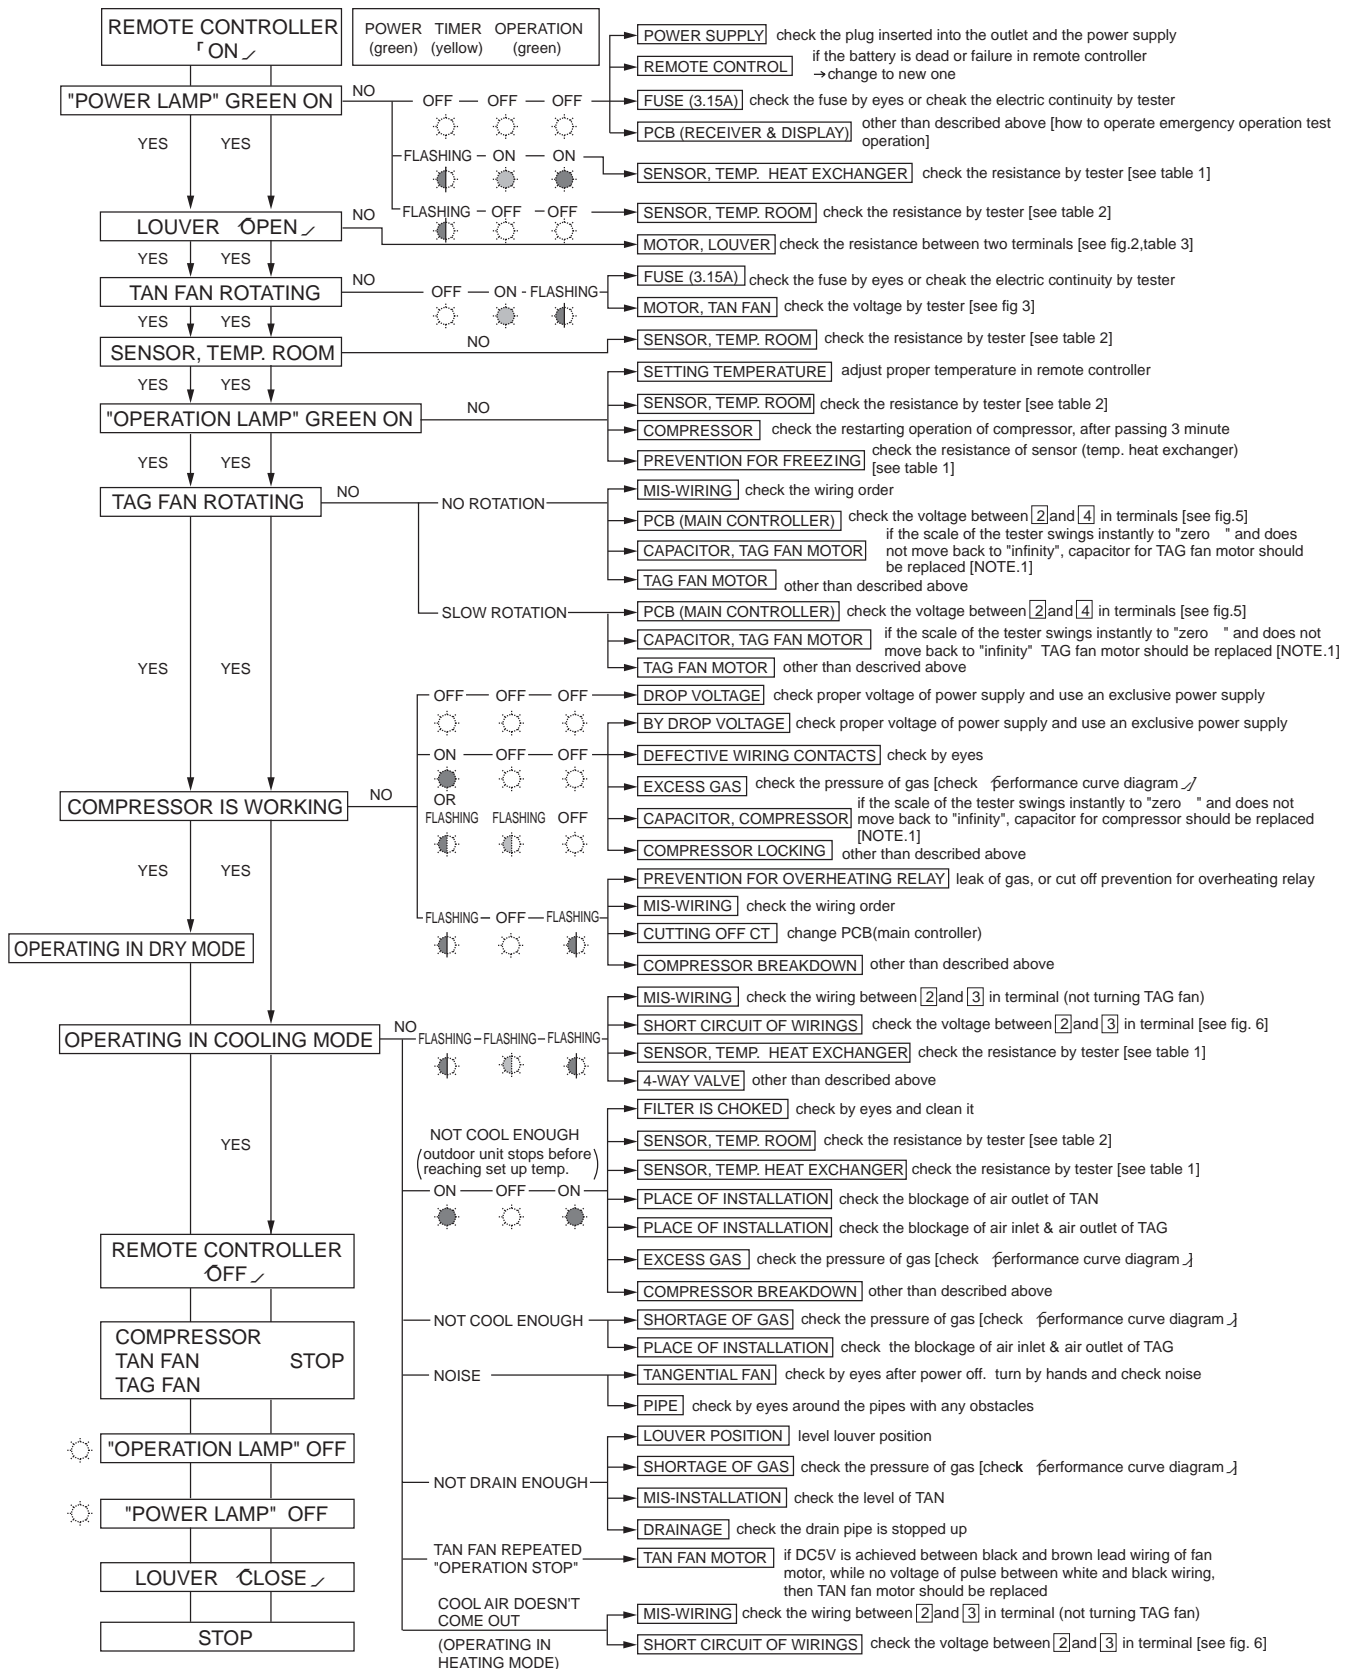 REMOTE CONTROLLER
「ON」
POWER TIMER OPERATION
(green) (yellow) (green)
POWER SUPPLY check the plug inserted into the outlet and the power supply
REMOTE CONTROL if the battery is dead or failure in remote controller
→change to new one
"POWER LAMP" GREEN ON
NO
OFF OFF OFF
FUSE (3.15A) check the fuse by eyes or cheak the electric continuity by tester
PCB (RECEIVER & DISPLAY) other than described above [how to operate emergency operation test
operation]
YES YES
FLASHING ON ON
SENSOR, TEMP. HEAT EXCHANGER check the resistance by tester [see table 1]
FLASHING OFF OFF
SENSOR, TEMP. ROOM check the resistance by tester [see table 2]
LOUVER 「OPEN」
NO
MOTOR, LOUVER check the resistance between two terminals [see fig.2,table 3]
YES YES
TAN FAN ROTATING
NO
OFF ON FLASHING
FUSE (3.15A) check the fuse by eyes or cheak the electric continuity by tester
MOTOR, TAN FAN check the voltage by tester [see fig 3]
YES YES
SENSOR, TEMP. ROOM
NO
SENSOR, TEMP. ROOM check the resistance by tester [see table 2]
YES YES
SETTING TEMPERATURE adjust proper temperature in remote controller
"OPERATION LAMP" GREEN ON
NO
SENSOR, TEMP. ROOM check the resistance by tester [see table 2]
COMPRESSOR check the restarting operation of compressor, after passing 3 minute
PREVENTION FOR FREEZING check the resistance of sensor (temp. heat exchanger)
[see table 1]
YES YES
TAG FAN ROTATING
NO
NO ROTATION
MIS-WIRING check the wiring order
PCB (MAIN CONTROLLER) check the voltage between 2 and 4 in terminals [see fig.5]
CAPACITOR, TAG FAN MOTOR if the scale of the tester swings instantly to "zero " and does
not move back to "infinity", capacitor for TAG fan motor should
be replaced [NOTE.1]
TAG FAN MOTOR other than described above
SLOW ROTATION
PCB (MAIN CONTROLLER) check the voltage between 2 and 4 in terminals [see fig.5]
CAPACITOR, TAG FAN MOTOR if the scale of the tester swings instantly to "zero " and does not
move back to "infinity" TAG fan motor should be replaced [NOTE.1]
TAG FAN MOTOR other than descrived above
YES YES
OFF OFF OFF
DROP VOLTAGE check proper voltage of power supply and use an exclusive power supply
BY DROP VOLTAGE check proper voltage of power supply and use an exclusive power supply
ON OFF OFF
DEFECTIVE WIRING CONTACTS check by eyes
EXCESS GAS check the pressure of gas [check 「performance curve diagram」]
COMPRESSOR IS WORKING
NO
OR
FLASHING FLASHING OFF
CAPACITOR, COMPRESSOR if the scale of the tester swings instantly to "zero " and does not
move back to "infinity", capacitor for compressor should be replaced
[NOTE.1]
COMPRESSOR LOCKING other than described above
YES YES
PREVENTION FOR OVERHEATING RELAY leak of gas, or cut off prevention for overheating relay
MIS-WIRING check the wiring order
FLASHING OFF FLASHING
CUTTING OFF CT change PCB(main controller)
COMPRESSOR BREAKDOWN other than described above
OPERATING IN DRY MODE
MIS-WIRING check the wiring between 2 and 3 in terminal (not turning TAG fan)
OPERATING IN COOLING MODE
NO
FLASHING FLASHING FLASHING
SHORT CIRCUIT OF WIRINGS check the voltage between 2 and 3 in terminal [see fig. 6]
SENSOR, TEMP. HEAT EXCHANGER check the resistance by tester [see table 1]
4-WAY VALVE other than described above
YES
NOT COOL ENOUGH
(outdoor unit stops before
reaching set up temp.)
ON OFF ON
FILTER IS CHOKED check by eyes and clean it
SENSOR, TEMP. ROOM check the resistance by tester [see table 2]
SENSOR, TEMP. HEAT EXCHANGER check the resistance by tester [see table 1]
PLACE OF INSTALLATION check the blockage of air outlet of TAN
PLACE OF INSTALLATION check the blockage of air inlet & air outlet of TAG
EXCESS GAS check the pressure of gas [check 「performance curve diagram」]
COMPRESSOR BREAKDOWN other than described above
REMOTE CONTROLLER
「OFF」
NOT COOL ENOUGH
SHORTAGE OF GAS check the pressure of gas [check 「performance curve diagram」]
PLACE OF INSTALLATION check the blockage of air inlet & air outlet of TAG
COMPRESSOR
TAN FAN STOP
TAG FAN
NOISE
TANGENTIAL FAN check by eyes after power off. turn by hands and check noise
PIPE check by eyes around the pipes with any obstacles
"OPERATION LAMP" OFF
NOT DRAIN ENOUGH
LOUVER POSITION level louver position
SHORTAGE OF GAS check the pressure of gas [check 「performance curve diagram」]
MIS-INSTALLATION check the level of TAN
DRAINAGE check the drain pipe is stopped up
"POWER LAMP" OFF
TAN FAN REPEATED
"OPERATION STOP"
TAN FAN MOTOR if DC5V is achieved between black and brown lead wiring of fan
motor, while no voltage of pulse between white and black wiring,
then TAN fan motor should be replaced
LOUVER 「CLOSE」
COOL AIR DOESN'T
COME OUT
(OPERATING IN
HEATING MODE)
MIS-WIRING check the wiring between 2 and 3 in terminal (not turning TAG fan)
SHORT CIRCUIT OF WIRINGS check the voltage between 2 and 3 in terminal [see fig. 6]
STOP